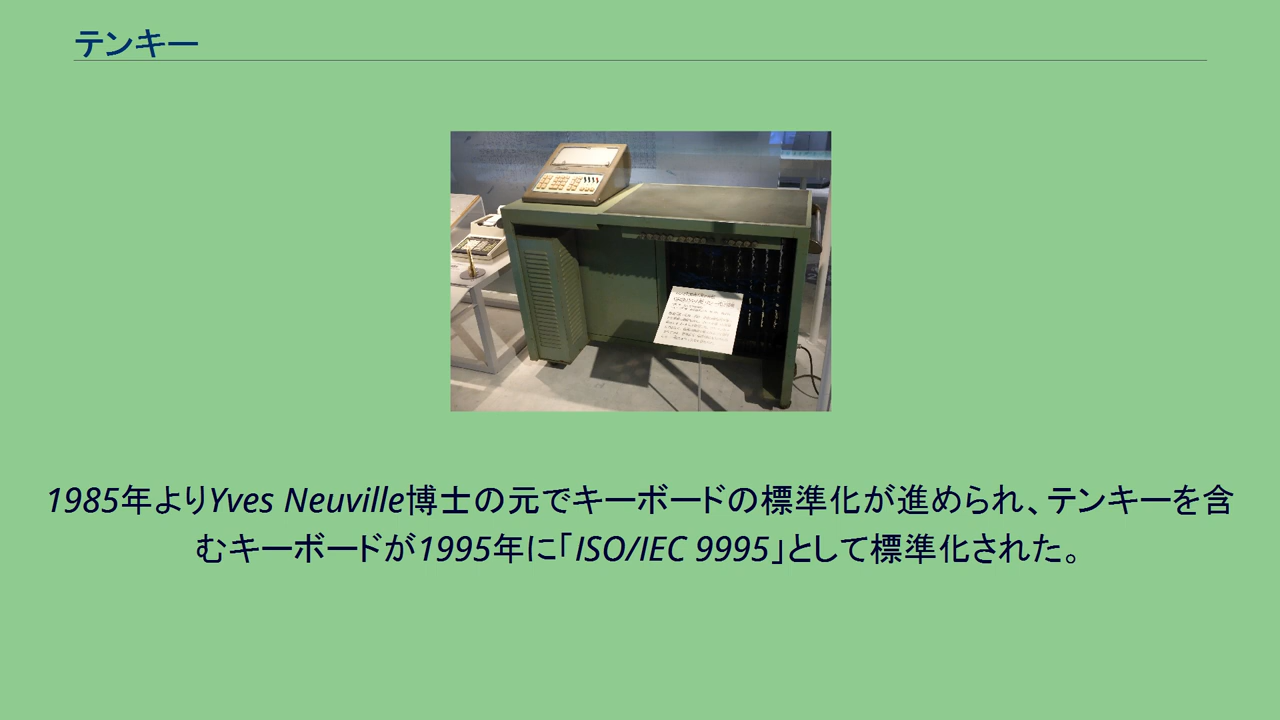 テンキー
1985年よりYves Neuville博士の元でキーボードの標準化が進められ、テンキーを含
むキーボードが1995年に「ISO/IEC 9995」として標準化された。